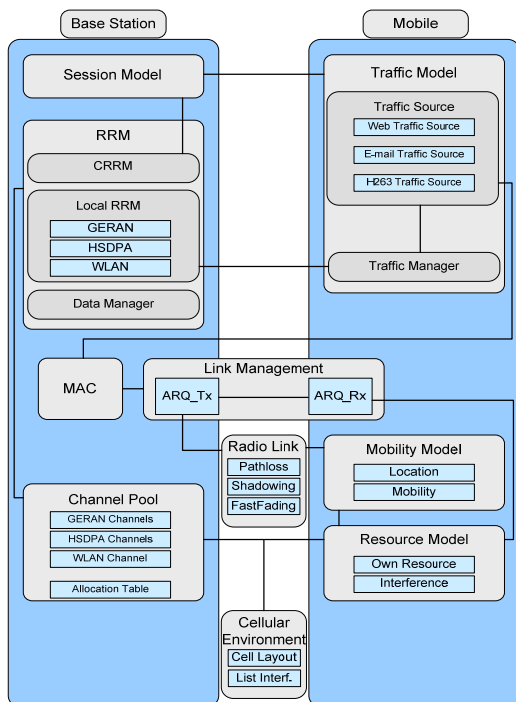 Base Station
Mobile
Session Model
Traffic Model
Traffic Source
Web Traffic Source
E-mail Traffic Source
H263 Traffic Source
RRM
CRRM
Local RRM
GERAN
HSDPA
WLAN
Traffic Manager
Data Manager
MAC
Link Management
ARQ_Tx
ARQ_Rx
Radio Link
Pathloss
Shadowing
FastFading
Mobility Model
Location
Mobility
Channel Pool
GERAN Channels
HSDPA Channels
WLAN Channel
Allocation Table
Resource Model
Own Resource
Interference
Cellular
Environment
Cell Layout
List Interf..